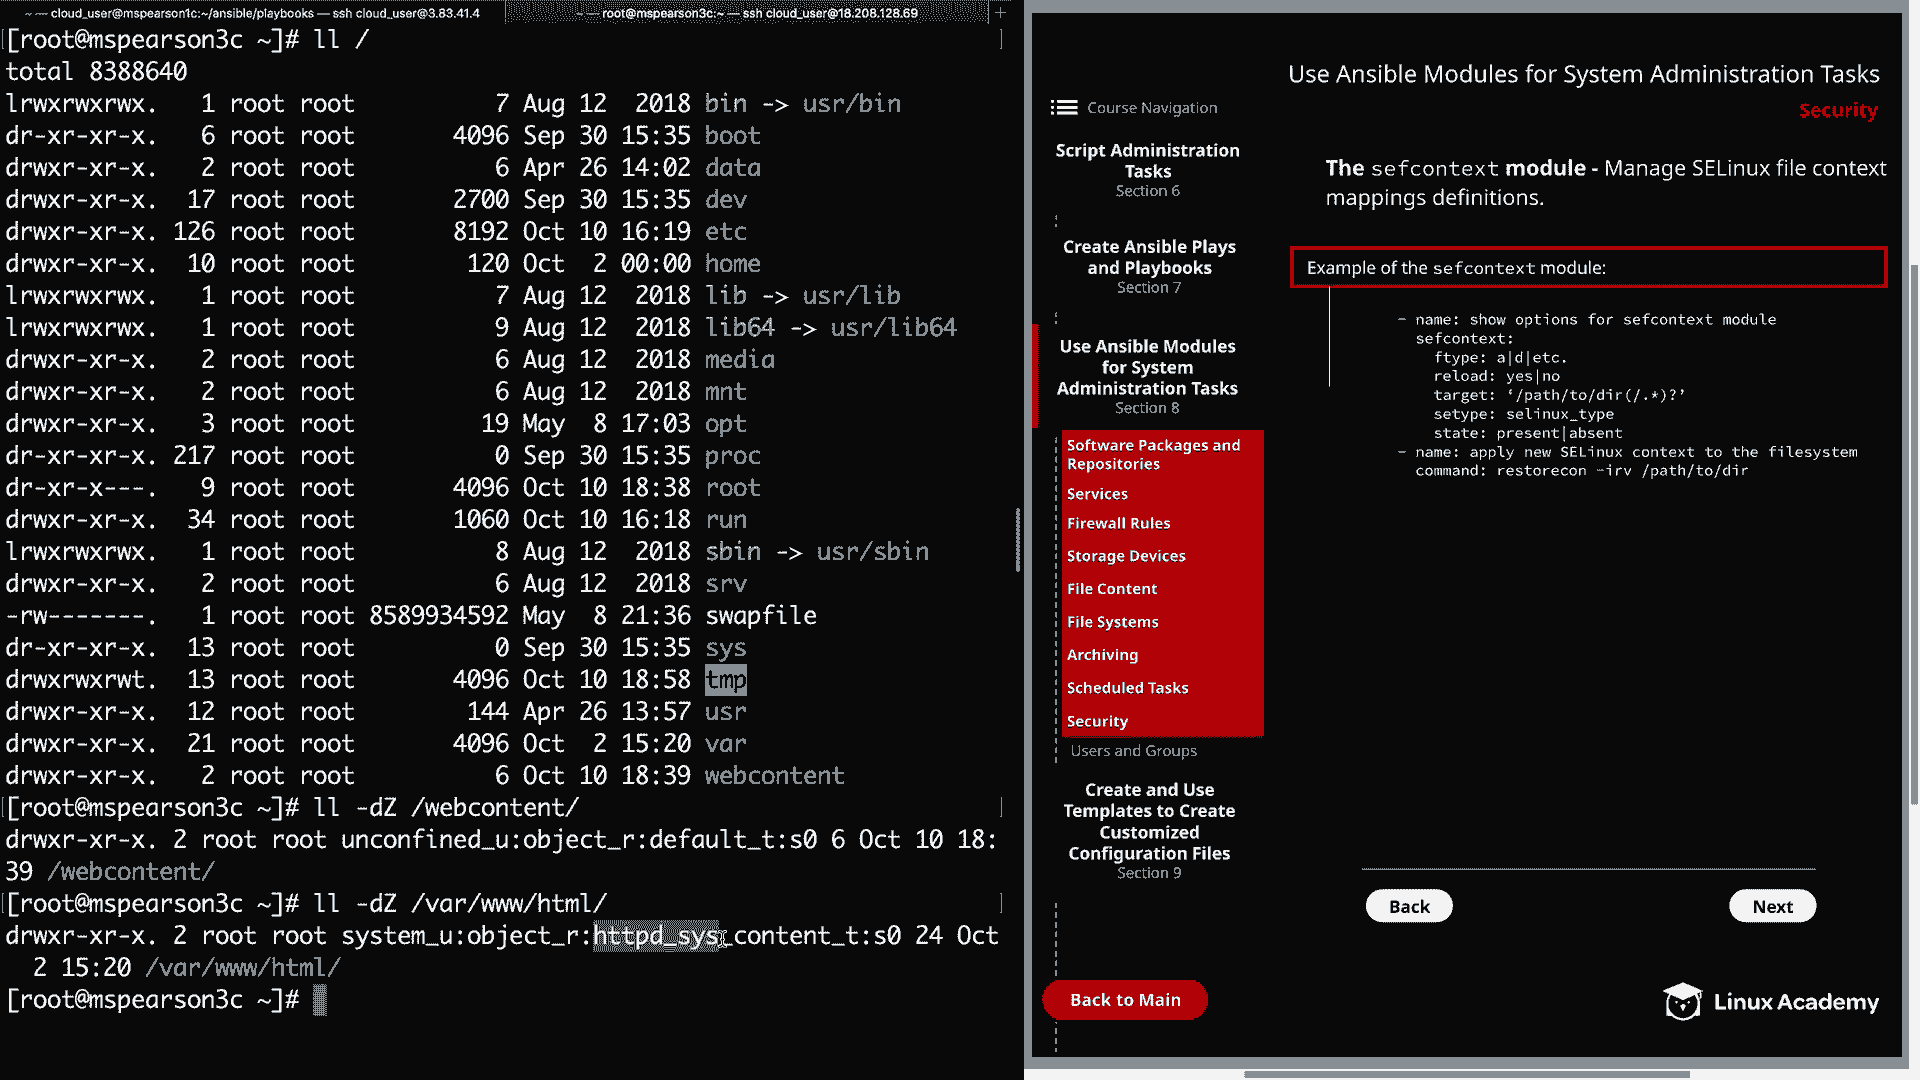 ~ — cloud_user@mspearson1c:~/ansible/playbooks — ssh cloud_user@3.83.41.4
~ — root@mspearson3c:~ — ssh cloud_user@18.208.128.69
+
[root@mspearson3c ~]# ll /
total 8388640
lrwxrwxrwx.   1 root root          7 Aug 12  2018 bin -> usr/bin
dr-xr-xr-x.   6 root root       4096 Sep 30 15:35 boot
drwxr-xr-x.   2 root root          6 Apr 26 14:02 data
drwxr-xr-x.  17 root root       2700 Sep 30 15:35 dev
drwxr-xr-x. 126 root root       8192 Oct 10 16:19 etc
drwxr-xr-x.  10 root root        120 Oct  2 00:00 home
lrwxrwxrwx.   1 root root          7 Aug 12  2018 lib -> usr/lib
lrwxrwxrwx.   1 root root          9 Aug 12  2018 lib64 -> usr/lib64
drwxr-xr-x.   2 root root          6 Aug 12  2018 media
drwxr-xr-x.   2 root root          6 Aug 12  2018 mnt
drwxr-xr-x.   3 root root         19 May  8 17:03 opt
dr-xr-xr-x. 217 root root          0 Sep 30 15:35 proc
dr-xr-x---.   9 root root       4096 Oct 10 18:38 root
drwxr-xr-x.  34 root root       1060 Oct 10 16:18 run
lrwxrwxrwx.   1 root root          8 Aug 12  2018 sbin -> usr/sbin
drwxr-xr-x.   2 root root          6 Aug 12  2018 srv
-rw-------.   1 root root 8589934592 May  8 21:36 swapfile
dr-xr-xr-x.  13 root root          0 Sep 30 15:35 sys
drwxrwxrwt.  13 root root       4096 Oct 10 18:58 tmp
drwxr-xr-x.  12 root root        144 Apr 26 13:57 usr
drwxr-xr-x.  21 root root       4096 Oct  2 15:20 var
drwxr-xr-x.   2 root root          6 Oct 10 18:39 webcontent
[root@mspearson3c ~]# ll -dZ /webcontent/
drwxr-xr-x. 2 root root unconfined_u:object_r:default_t:s0 6 Oct 10 18:
39 /webcontent/
[root@mspearson3c ~]# ll -dZ /var/www/html/
drwxr-xr-x. 2 root root system_u:object_r:httpd_sys_content_t:s0 24 Oct
  2 15:20 /var/www/html/
[root@mspearson3c ~]#
Use Ansible Modules for System Administration Tasks
Security
Course Navigation
Script Administration
Tasks
Section 6
Create Ansible Plays
and Playbooks
Section 7
Use Ansible Modules
for System
Administration Tasks
Section 8
Software Packages and
Repositories
Services
Firewall Rules
Storage Devices
File Content
File Systems
Archiving
Scheduled Tasks
Security
Users and Groups
Create and Use
Templates to Create
Customized
Configuration Files
Section 9
Back to Main
The sefcontext module - Manage SELinux file context
mappings definitions.
Example of the sefcontext module:
- name: show options for sefcontext module
  sefcontext:
    ftype: a|d|etc.
    reload: yes|no
    target: ‘/path/to/dir(/.*)?’
    setype: selinux_type
    state: present|absent
- name: apply new SELinux context to the filesystem
  command: restorecon -irv /path/to/dir
Back
Next
Linux Academy